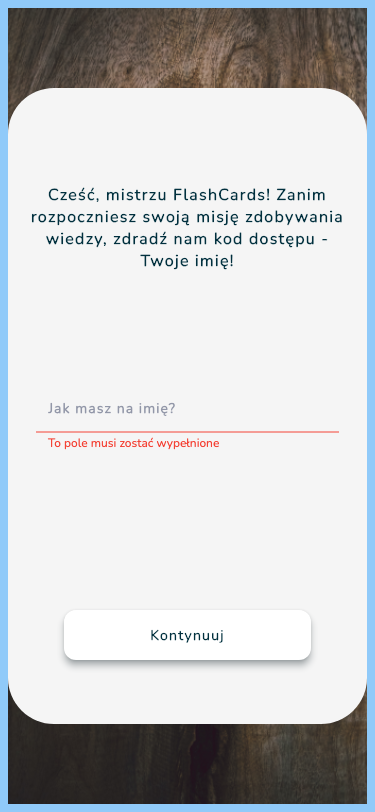 Cześć, mistrzu FlashCards! Zanim
rozpoczniesz swoją misję zdobywania
wiedzy, zdradź nam kod dostępu -
Twoje imię!
Jak masz na imię?
To pole musi zostać wypełnione
Kontynuuj